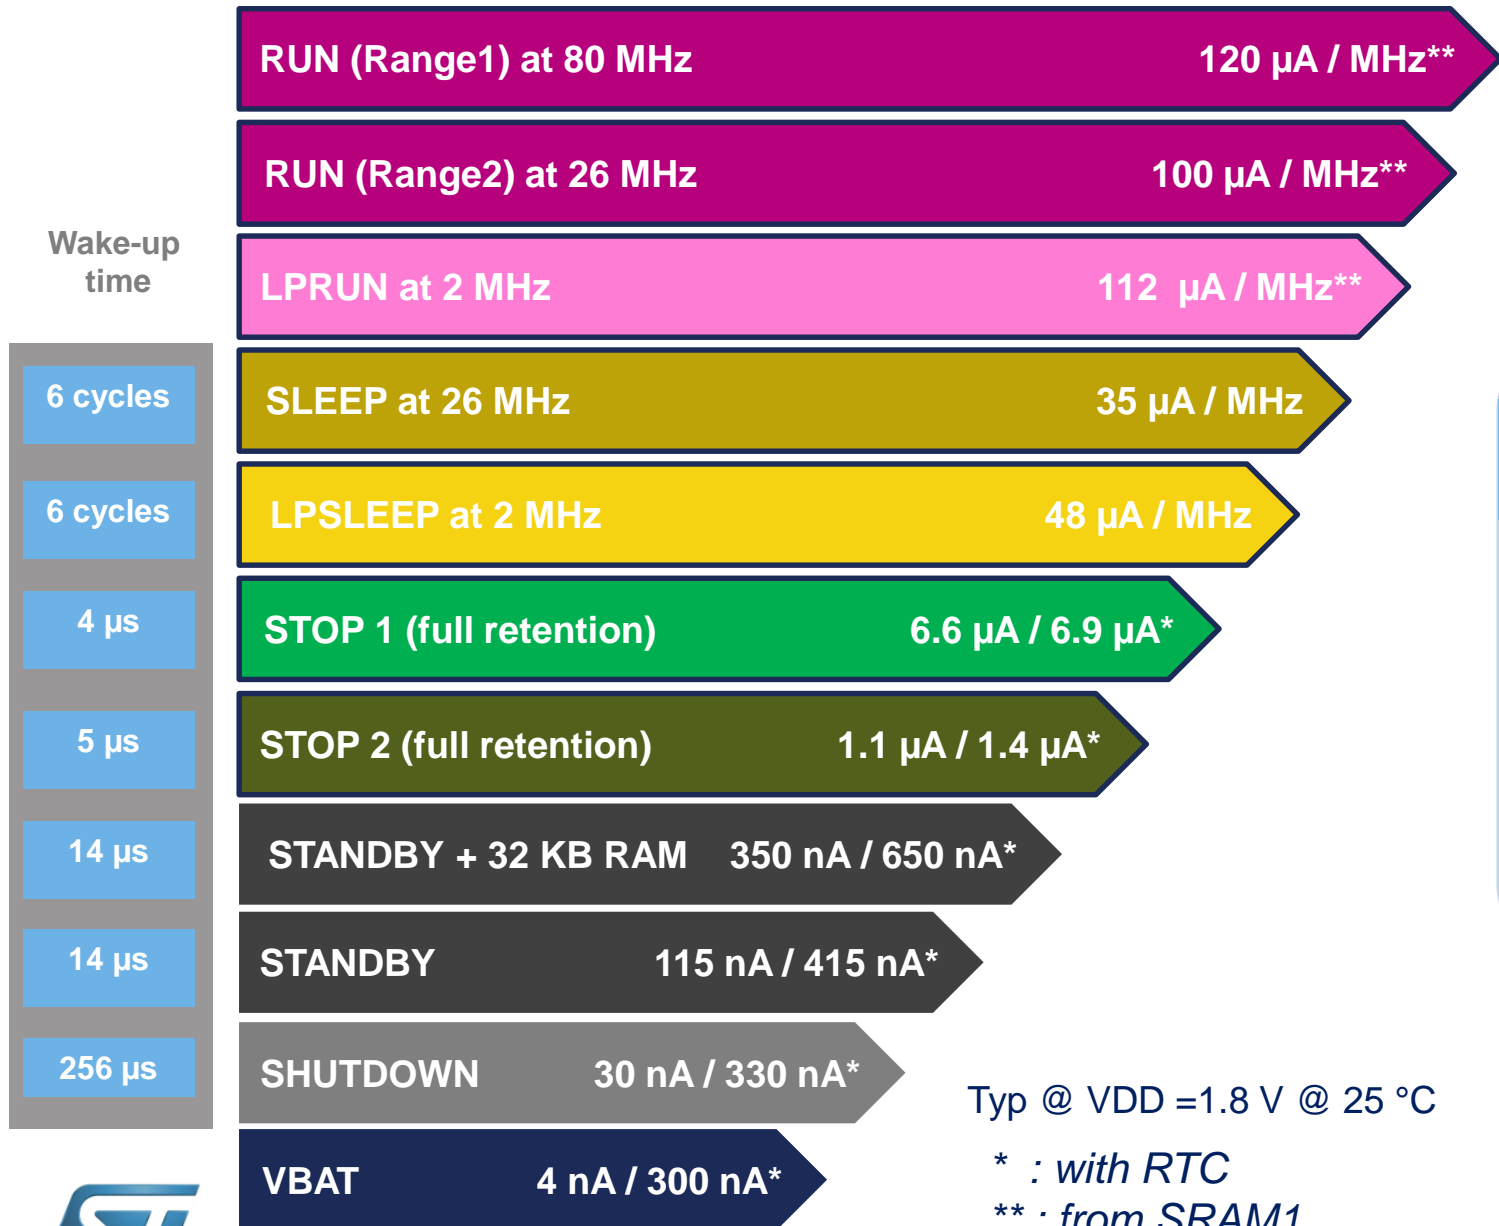 RUN (Range1) at 80 MHz 120 µA / MHz**
RUN (Range2) at 26 MHz 100 µA / MHz**
Wake-up
time
LPRUN at 2 MHz 112 µA / MHz**
6 cycles SLEEP at 26 MHz 35 µA / MHz
6 cycles LPSLEEP at 2 MHz 48 µA / MHz
4 µs STOP 1 (full retention) 6.6 µA / 6.9 µA*
5 µs STOP 2 (full retention) 1.1 µA / 1.4 µA*
14 µs STANDBY + 32 KB RAM 350 nA / 650 nA*
14 µs STANDBY 115 nA / 415 nA*
256 µs SHUTDOWN 30 nA / 330 nA*
Typ @ VDD =1.8 V @ 25 °C
VBAT 4 nA / 300 nA*
* : with RTC
** : from SRAM1